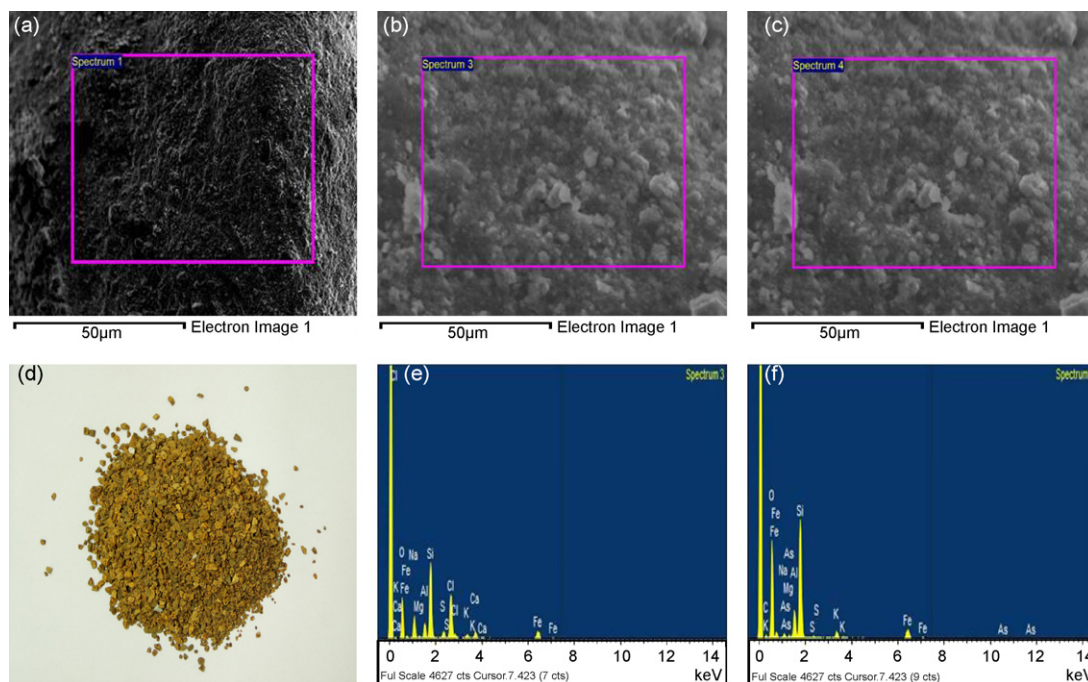 (a)
Spectrum 1
50µm Electron Image 1
(b)
Spectrum 3
50µm Electron Image 1
(c)
Spectrum 4
50µm Electron Image 1
(d)
(e)
Spectrum 3
Cl
O
Na
Si
Fe
K
Al
Cl
Ca
Fe
Mg
S
Cl
K
Ca
S
K
Ca
Fe
Fe
0 2 4 6 8 10 12 14
Full Scale 4627 cts Cursor.7.423 (7 cts)
keV
(f)
Spectrum
O
Si
Fe
Fe
As
Na
Al
Mg
C
As
S
K
Fe
K
As
S
K
Fe
As
As
0 2 4 6 8 10 12 14
Ful Scale 4627 cts Cursor.7.423 (9 cts)
keV